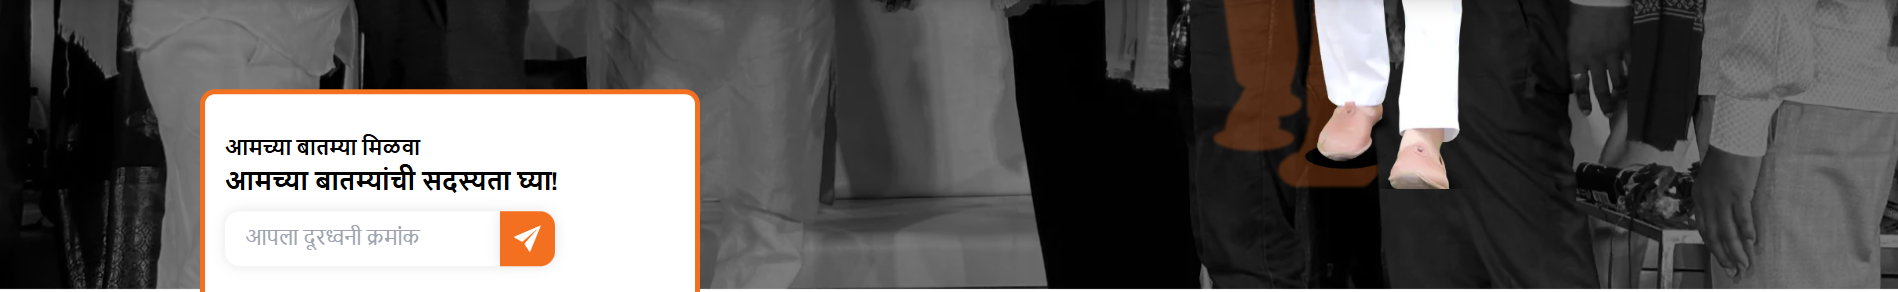 आमच्या बातम्या मिळवा
आमच्या बातम्यांची सदस्यता घ्या!
आपला दूरध्वनी क्रमांक